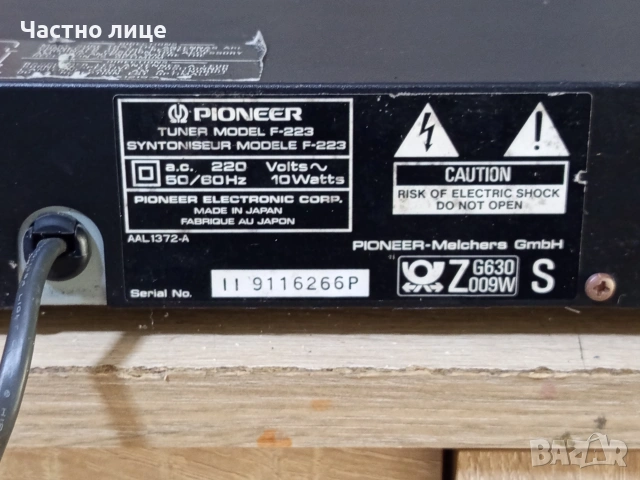 Частно лице
PIONEER
TUNER MODEL F-223
SYNTONISEUR MODELE F-223
a.c. 220 Volts~
50/60Hz 10Watts
PIONEER ELECTRONIC CORP.
MADE IN JAPAN
FABRIQUE AU JAPON
AAL1372-A
Serial No. 11 9116266P
CAUTION
RISK OF ELECTRIC SHOCK
DO NOT OPEN
PIONEER-Melchers GmbH
Z G630 S
009W
BAZAR